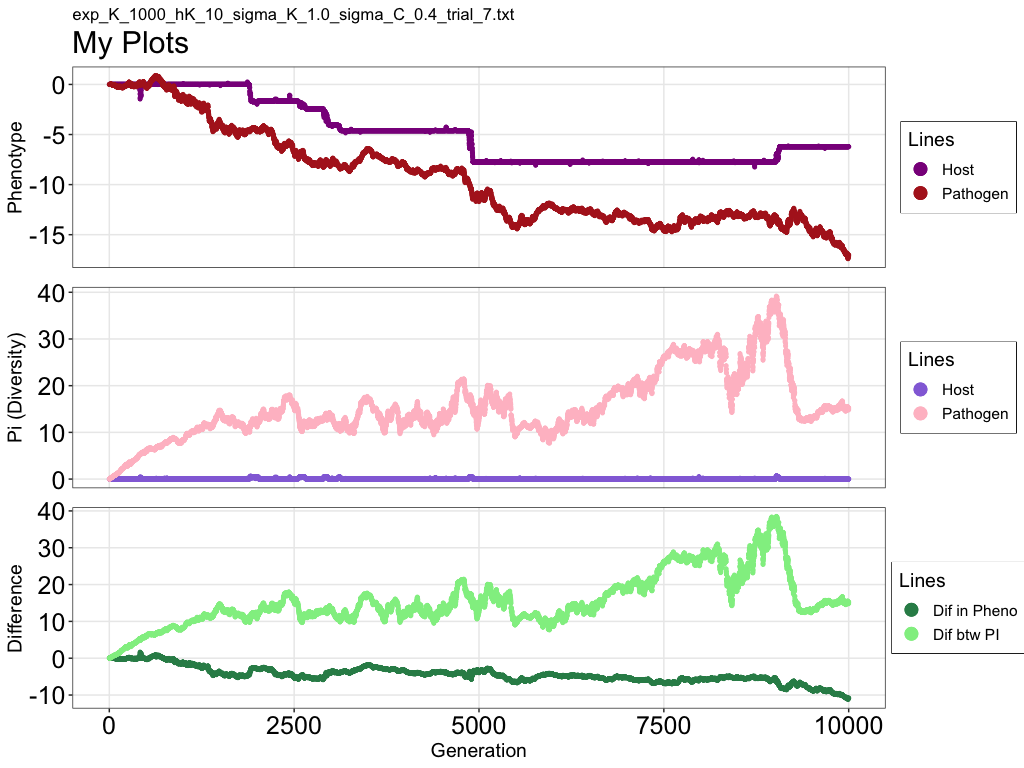 exp_K_1000_hK_10_sigma_K_1.0_sigma_C_0.4_trial_7.txt
My Plots
Phenotype
0
-5
-10
-15
Lines
Host
Pathogen
Pi (Diversity)
40
30
20
10
0
Lines
Host
Pathogen
Difference
40
30
20
10
0
-10
Lines
Dif in Pheno
Dif btw PI
0 2500 5000 7500 10000
Generation